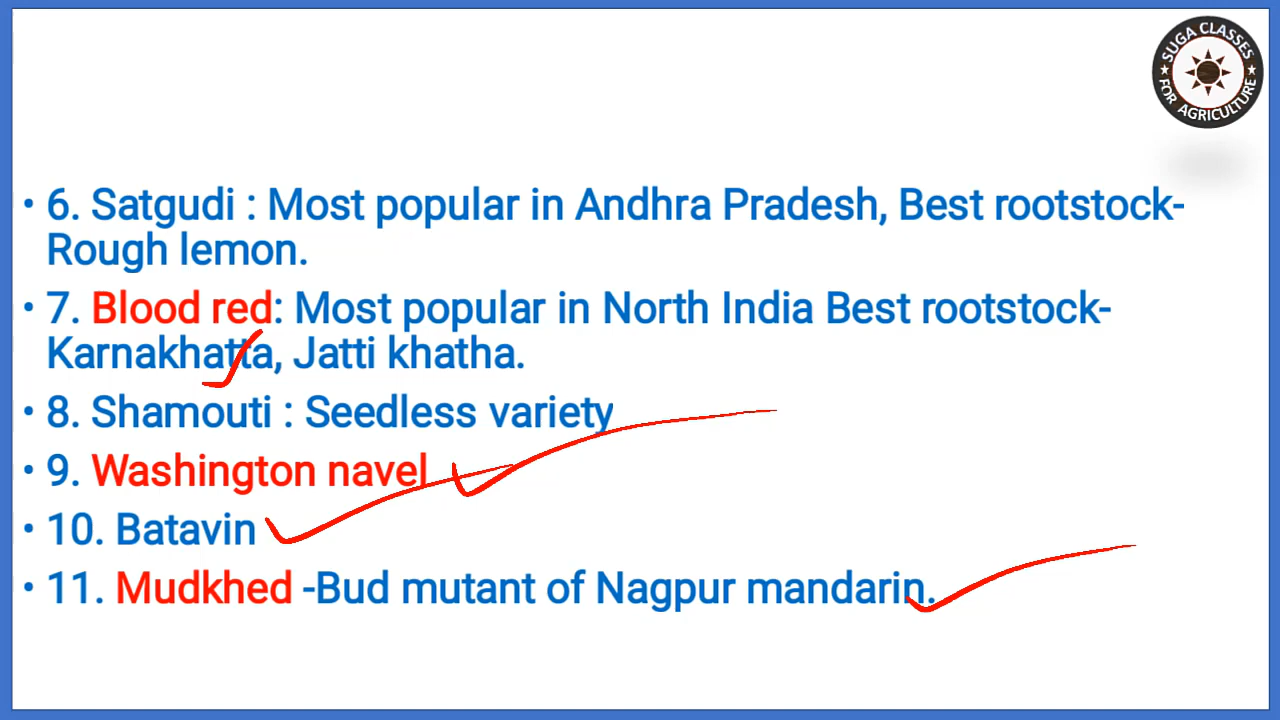 SUGA CLASSES
FOR AGRICULTURE
• 6. Satgudi : Most popular in Andhra Pradesh, Best rootstock-
Rough lemon.
• 7. Blood red: Most popular in North India Best rootstock-
Karnakhatta, Jatti khatha.
• 8. Shamouti : Seedless variety
• 9. Washington navel
• 10. Batavin
• 11. Mudkhed -Bud mutant of Nagpur mandarin.